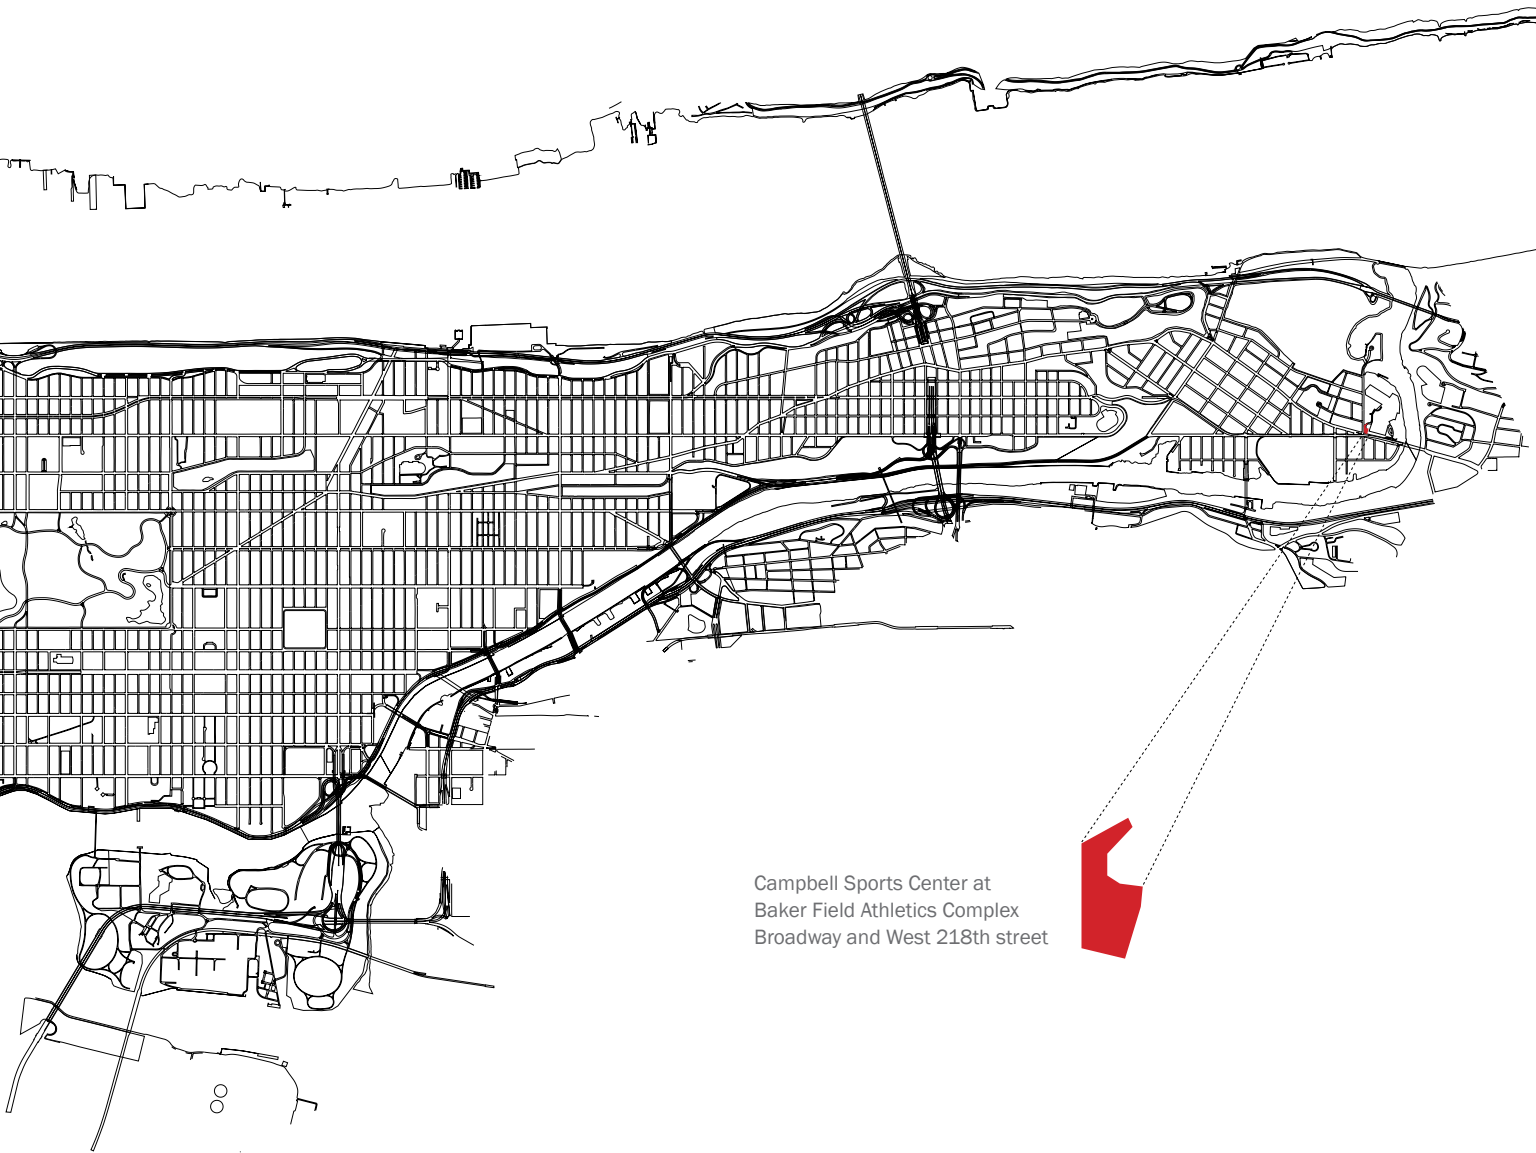 Campbell Sports Center at
Baker Field Athletics Complex
Broadway and West 218th street